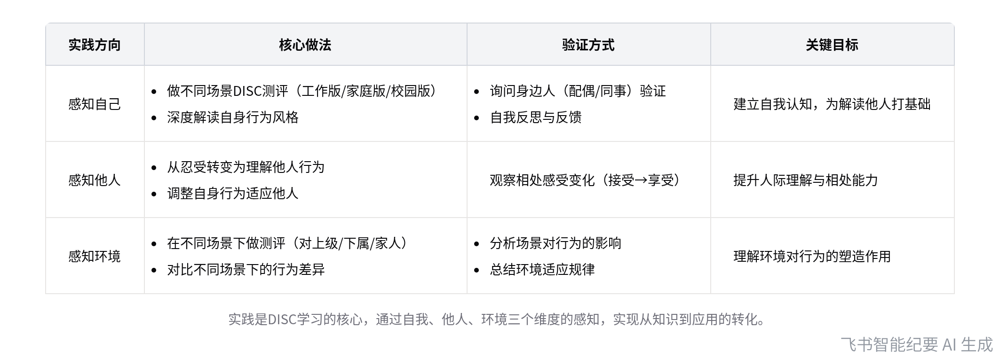 实践方向 核心做法 验证方式 关键目标
感知自己
• 做不同场景DISC测评（工作版/家庭版/校园版）
• 深度解读自身行为风格
• 询问身边人（配偶/同事）验证
• 自我反思与反馈
建立自我认知，为解读他人打基础
感知他人
• 从忍受转变为理解他人行为
• 调整自身行为适应他人
观察相处感受变化（接受→享受）
提升人际理解与相处能力
感知环境
• 在不同场景下做测评（对上级/下属/家人）
• 对比不同场景下的行为差异
• 分析场景对行为的影响
• 总结环境适应规律
理解环境对行为的塑造作用
实践是DISC学习的核心，通过自我、他人、环境三个维度的感知，实现从知识到应用的转化。
飞书智能纪要 AI 生成